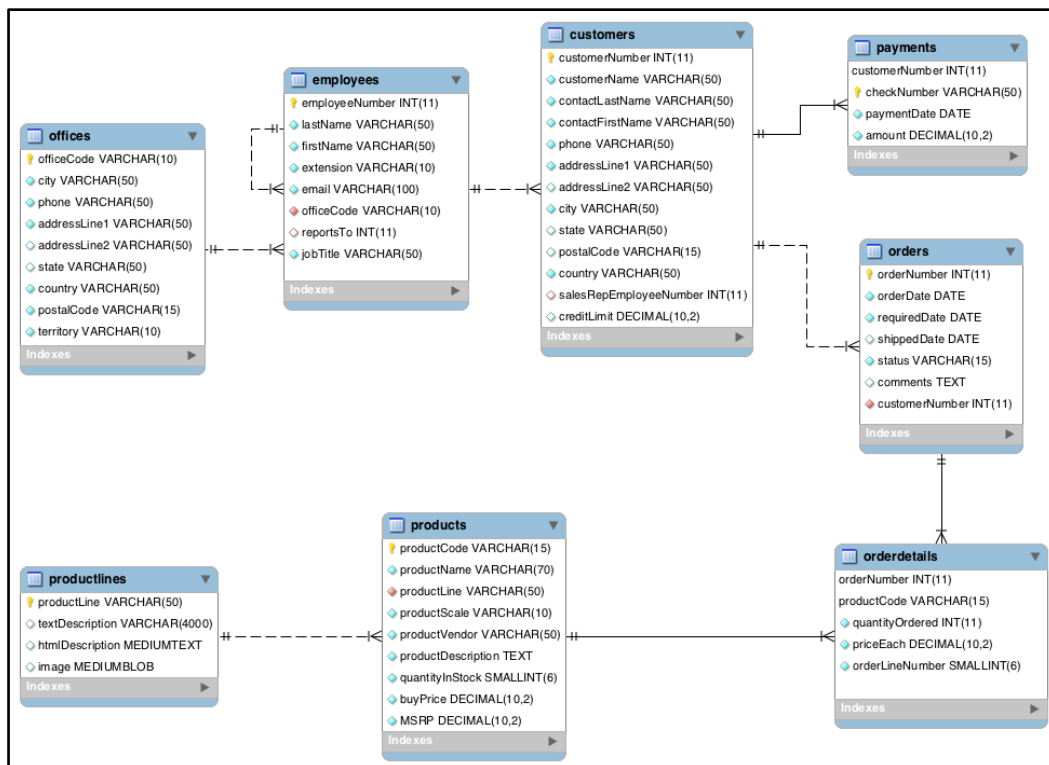 offices
officeCode VARCHAR(10)
city VARCHAR(50)
phone VARCHAR(50)
addressLine1 VARCHAR(50)
addressLine2 VARCHAR(50)
state VARCHAR(50)
country VARCHAR(50)
postalCode VARCHAR(15)
territory VARCHAR(10)
Indexes
employees
employeeNumber INT(11)
lastName VARCHAR(50)
firstName VARCHAR(50)
extension VARCHAR(10)
email VARCHAR(100)
officeCode VARCHAR(10)
reportsTo INT(11)
jobTitle VARCHAR(50)
Indexes
customers
customerNumber INT(11)
customerName VARCHAR(50)
contactLastName VARCHAR(50)
contactFirstName VARCHAR(50)
phone VARCHAR(50)
addressLine1 VARCHAR(50)
addressLine2 VARCHAR(50)
city VARCHAR(50)
state VARCHAR(50)
postalCode VARCHAR(15)
country VARCHAR(50)
salesRepEmployeeNumber INT(11)
creditLimit DECIMAL(10,2)
Indexes
payments
customerNumber INT(11)
checkNumber VARCHAR(50)
paymentDate DATE
amount DECIMAL(10,2)
Indexes
orders
orderNumber INT(11)
orderDate DATE
requiredDate DATE
shippedDate DATE
status VARCHAR(15)
comments TEXT
customerNumber INT(11)
Indexes
productlines
productLine VARCHAR(50)
textDescription VARCHAR(4000)
htmlDescription MEDIUMTEXT
image MEDIUMBLOB
Indexes
products
productCode VARCHAR(15)
productName VARCHAR(70)
productLine VARCHAR(50)
productScale VARCHAR(10)
productVendor VARCHAR(50)
productDescription TEXT
quantityInStock SMALLINT(6)
buyPrice DECIMAL(10,2)
MSRP DECIMAL(10,2)
Indexes
orderdetails
orderNumber INT(11)
productCode VARCHAR(15)
quantityOrdered INT(11)
priceEach DECIMAL(10,2)
orderLineNumber SMALLINT(6)
Indexes